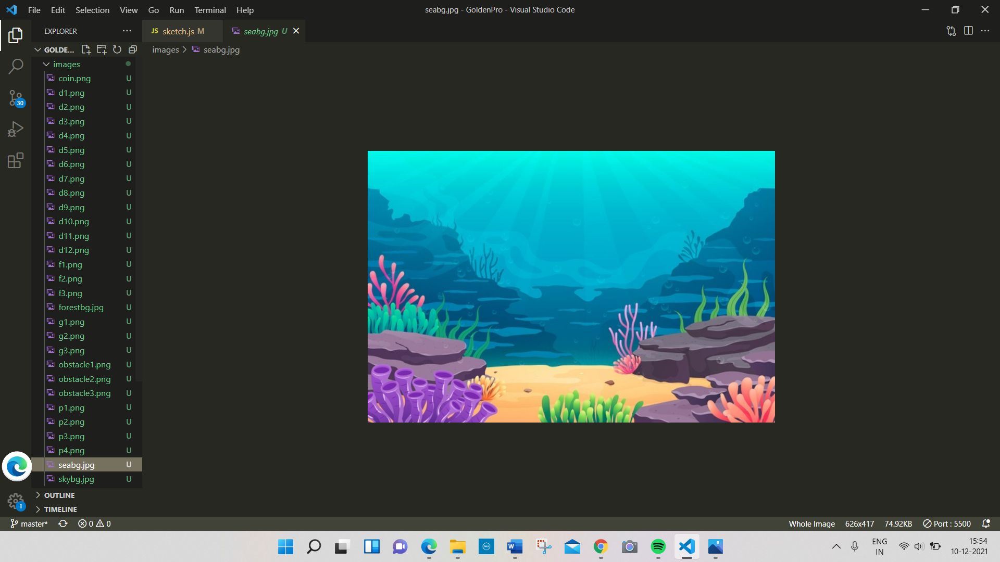 File Edit Selection View Go Run Terminal Help
seabg.jpg - GoldenPro - Visual Studio Code
EXPLORER
JS sketch.js M
seabg.jpg U
GOLDE...
images > seabg.jpg
images
coin.png U
d1.png U
d2.png U
30
d3.png U
d4.png U
d5.png U
d6.png U
d7.png U
d8.png U
d9.png U
d10.png U
d11.png U
d12.png U
f1.png U
f2.png U
f3.png U
forestbg.jpg U
g1.png U
g2.png U
g3.png U
obstacle1.png U
obstacle2.png U
obstacle3.png U
p1.png U
p2.png U
p3.png U
p4.png U
seabg.jpg U
skybg.jpg U
OUTLINE
1
TIMELINE
master* 0 0
Whole Image 626x417 74.92KB Port : 5500
DELL
W
ENG
IN
15:54
10-12-2021